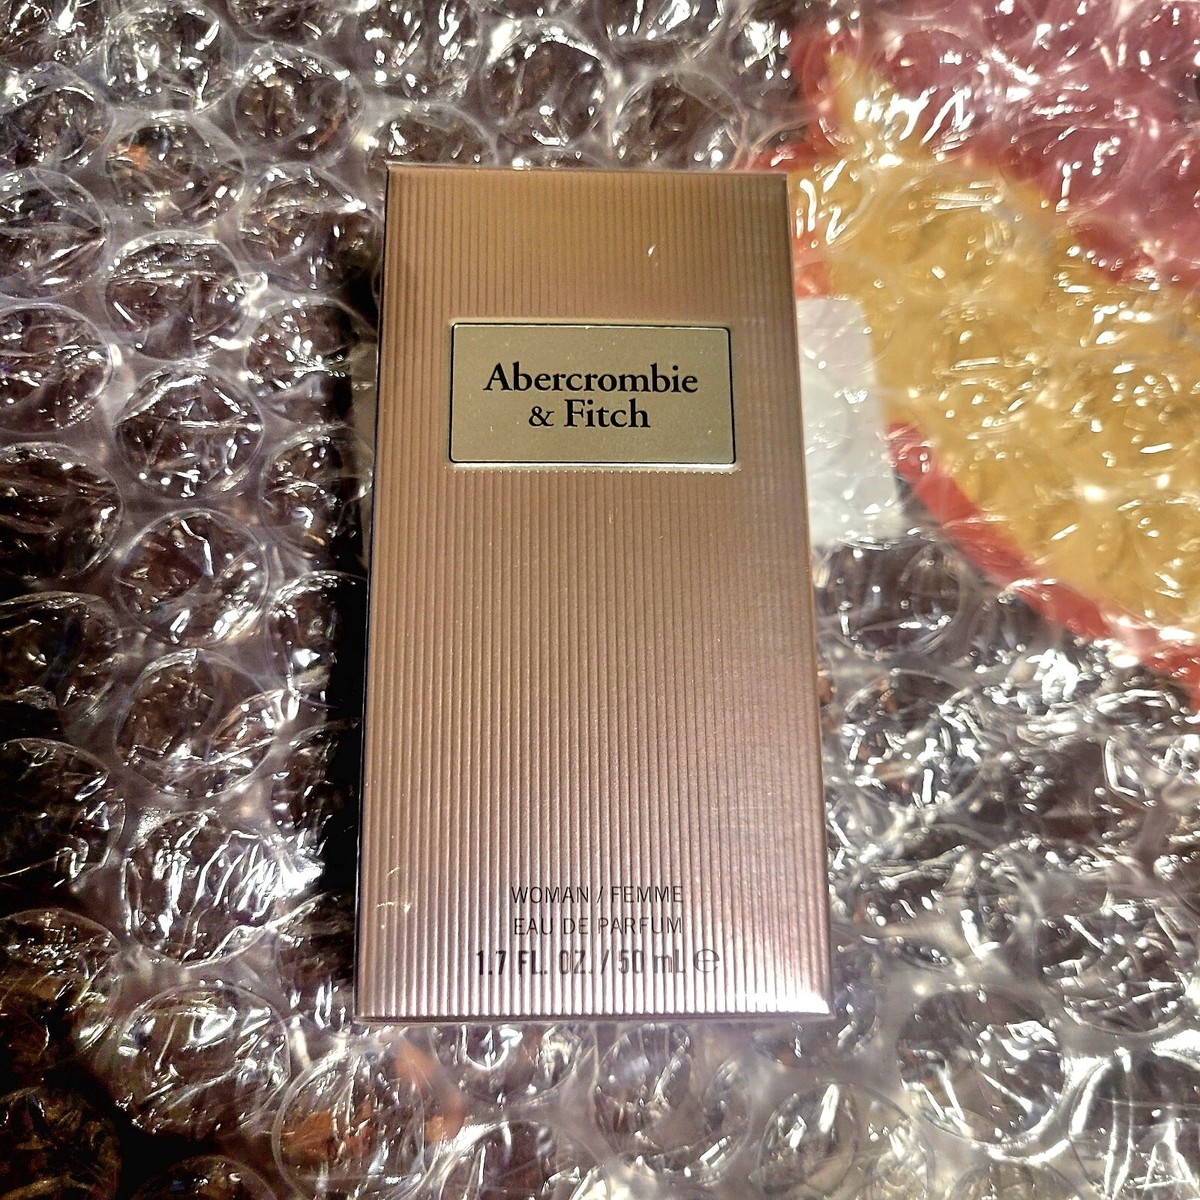 Abercrombie
& Fitch
WOMAN / FEMME
EAU DE PARFUM
1.7 FL. OZ. / 50 mL ℮